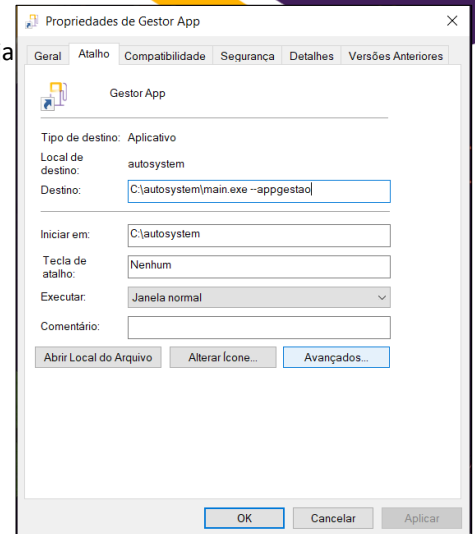 Propriedades de Gestor App
a
Geral Atalho Compatibilidade Segurança Detalhes Versões Anteriores
Gestor App
Tipo de destino: Aplicativo
Local de
destino: autosystem
Destino: C:\autosystem\main.exe --appgestao
Iniciar em: C:\autosystem
Tecla de
atalho: Nenhum
Executar: Janela normal
Comentário:
Abrir Local do Arquivo Alterar Ícone... Avançados...
OK Cancelar Aplicar